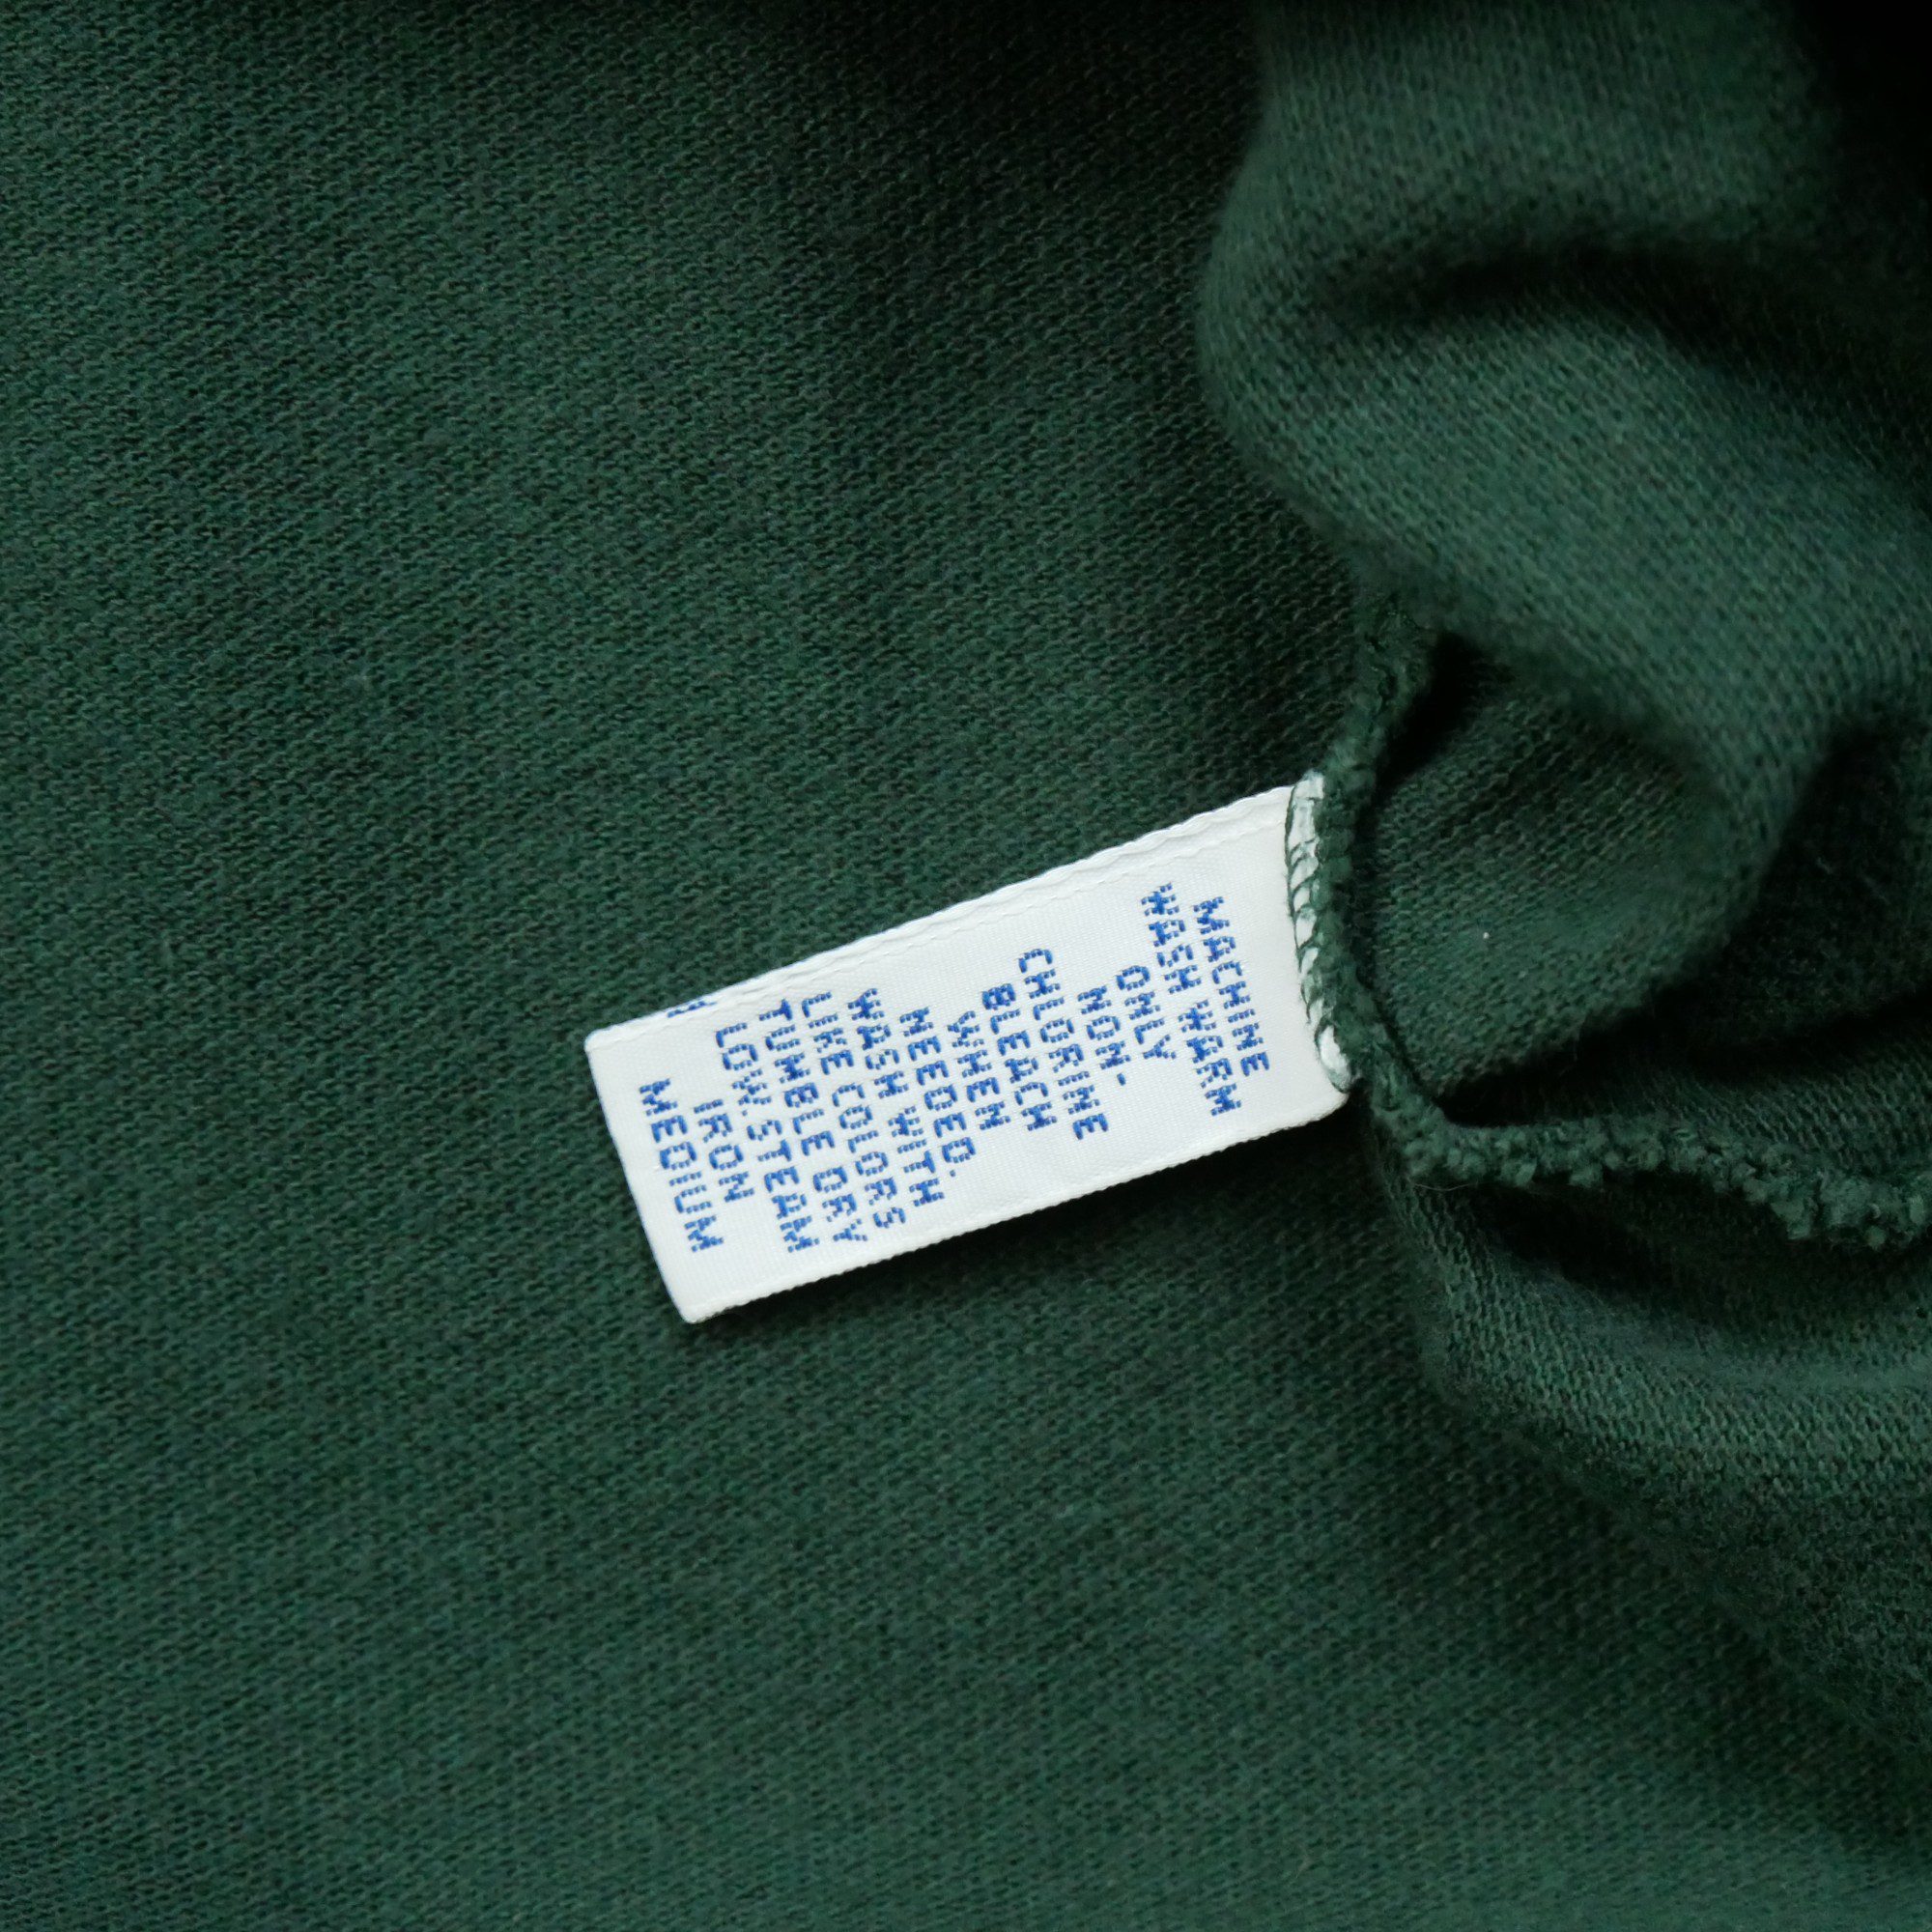 MACHINE
WASH WARM
ONLY
NON-
CHLORINE
BLEACH
WHEN
NEEDED.
WASH WITH
LIKE COLORS
TUMBLE DRY
LOW.STEAM
IRON
MEDIUM